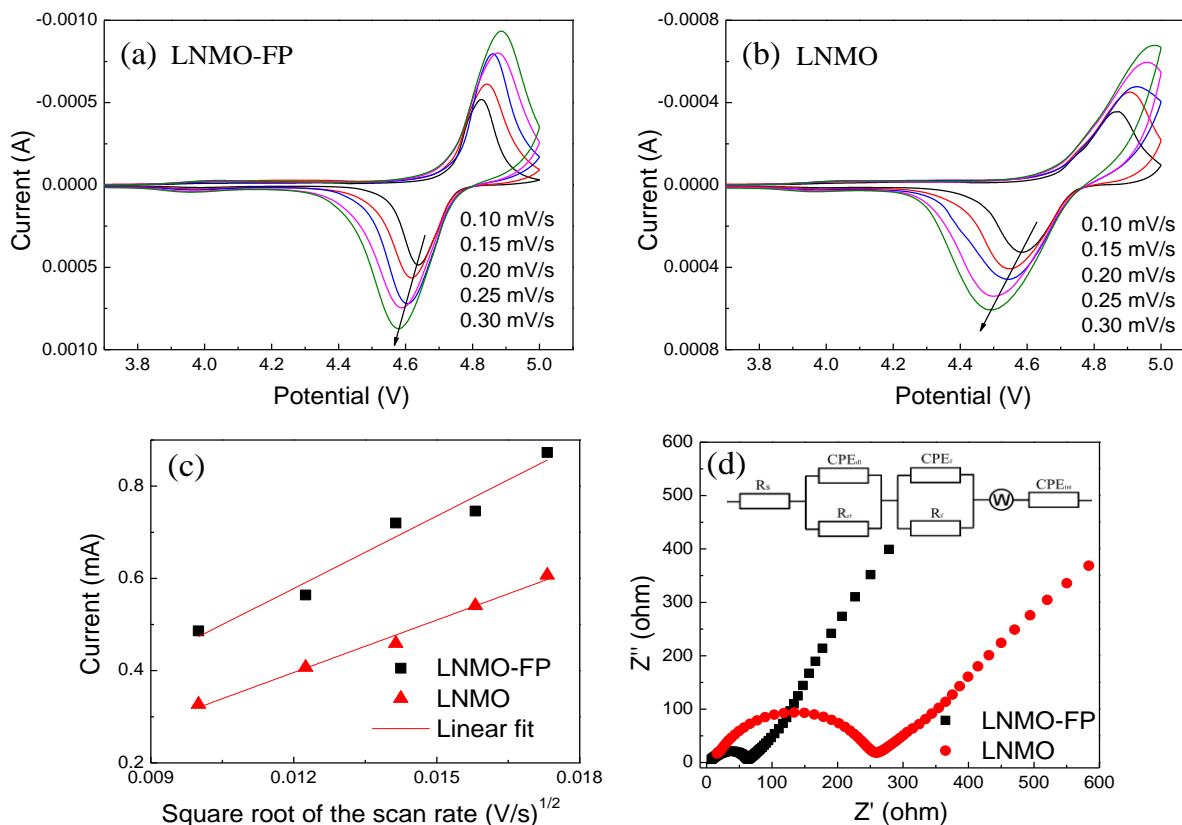 (a) LNMO-FP
-0.0010
-0.0005
0.0000
0.0005
0.0010
Current (A)
3.8 4.0 4.2 4.4 4.6 4.8 5.0
Potential (V)
0.10 mV/s
0.15 mV/s
0.20 mV/s
0.25 mV/s
0.30 mV/s
(b) LNMO
-0.0008
-0.0004
0.0000
0.0004
0.0008
Current (A)
3.8 4.0 4.2 4.4 4.6 4.8 5.0
Potential (V)
0.10 mV/s
0.15 mV/s
0.20 mV/s
0.25 mV/s
0.30 mV/s
(c)
0.8
0.6
0.4
0.2
Current (mA)
LNMO-FP
LNMO
Linear fit
0.009 0.012 0.015 0.018
Square root of the scan rate (V/s)1/2
(d)
600
500
400
300
200
100
0
Z'' (ohm)
CPEdl CPEf
Rs W CPEint
Rct Rf
LNMO-FP
LNMO
0 100 200 300 400 500 600
Z' (ohm)